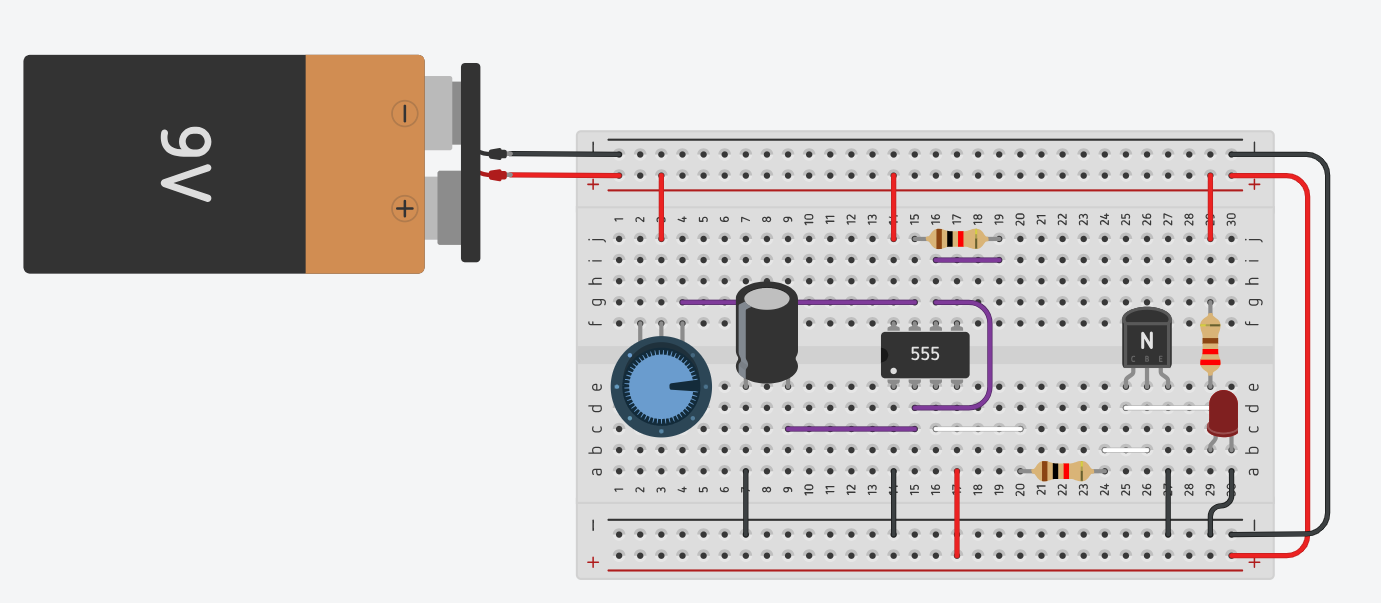 9V
−
+
−
+
−
+
1 2 3 4 5 6 7 8 9 10 11 12 13 14 15 16 17 18 19 20 21 22 23 24 25 26 27 28 29 30
j j
i i
h h
g g
f f
555
N
C B E
e e
d d
c c
b b
a a
1 2 3 4 5 6 7 8 9 10 11 12 13 14 15 16 17 18 19 20 21 22 23 24 25 26 27 28 29 30
−
+
−
+